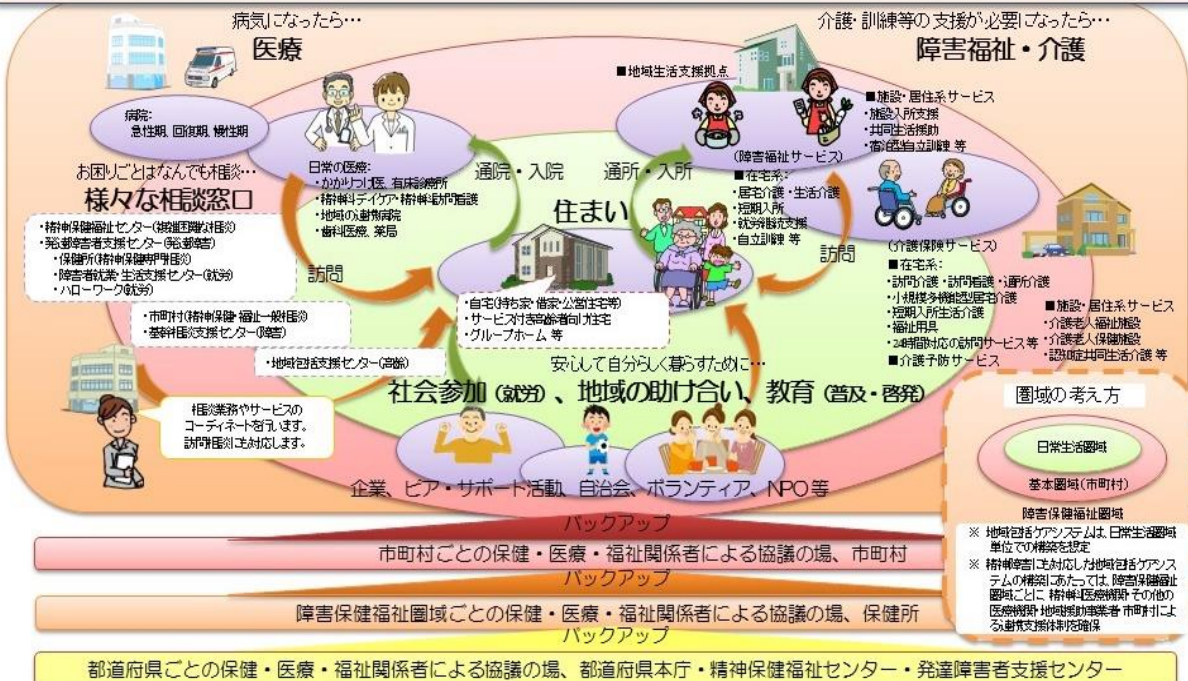 病気になったら…
医療
介護・訓練等の支援が必要になったら…
障害福祉・介護
病院:
急性期、回復期、慢性期
日常の医療:
・かかりつけ医、有床診療所
・精神科デイケア・精神科訪問看護
・地域の連携病院
・歯科医療、薬局
■地域生活支援拠点
■施設・居住系サービス
・施設入所支援
・共同生活援助
・宿泊型自立訓練 等
(障害福祉サービス)
■在宅系:
・居宅介護・生活介護
・短期入所
・就労継続支援
・自立訓練 等
(介護保険サービス)
■在宅系:
・訪問介護・訪問看護・通所介護
・小規模多機能型居宅介護
・短期入所生活介護
・福祉用具
・24時間対応の訪問サービス等
■介護予防サービス
■施設・居住系サービス
・介護老人福祉施設
・介護老人保健施設
・認知症共同生活介護 等
お困りごとはなんでも相談…
様々な相談窓口
・精神保健福祉センター(複雑困難な相談)
・発達障害者支援センター(発達障害)
・保健所(精神保健専門相談)
・障害者就業・生活支援センター(就労)
・ハローワーク(就労)
・市町村(精神保健・福祉一般相談)
・基幹相談支援センター(障害)
・地域包括支援センター(高齢)
相談業務やサービスの
コーディネートを行います。
訪問相談にも対応します。
通院・入院
通所・入所
訪問
訪問
住まい
・自宅(持ち家・借家・公営住宅等)
・サービス付き高齢者向け住宅
・グループホーム 等
安心して自分らしく暮らすために…
社会参加(就労)、地域の助け合い、教育(普及・啓発)
企業、ピア・サポート活動、自治会、ボランティア、NPO等
バックアップ
市町村ごとの保健・医療・福祉関係者による協議の場、市町村
バックアップ
障害保健福祉圏域ごとの保健・医療・福祉関係者による協議の場、保健所
バックアップ
都道府県ごとの保健・医療・福祉関係者による協議の場、都道府県本庁・精神保健福祉センター・発達障害者支援センター
圏域の考え方
日常生活圏域
基本圏域(市町村)
障害保健福祉圏域
※ 地域包括ケアシステムは、日常生活圏域
単位での構築を想定
※ 精神障害にも対応した地域包括ケアシス
テムの構築にあたっては、障害保健福祉
圏域ごとに、精神科医療機関・その他の
医療機関・地域援助事業者・市町村によ
る連携支援体制を確保